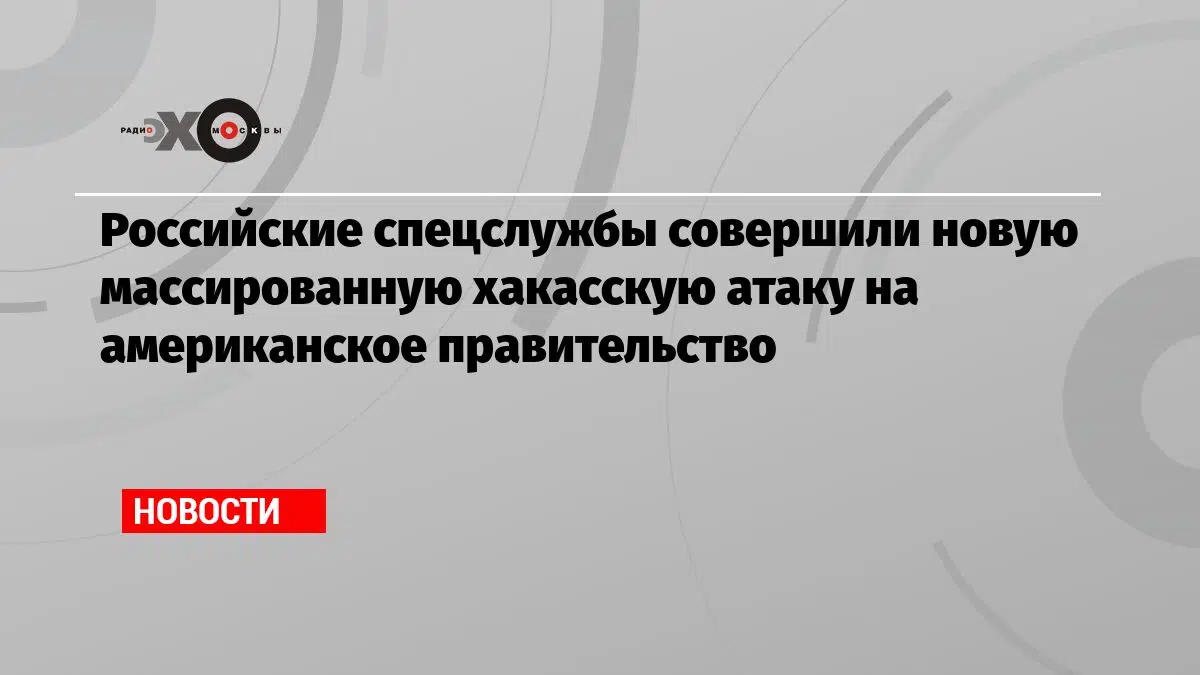 РАДИО ЭХО МОСКВЫ
Российские спецслужбы совершили новую
массированную хакасскую атаку на
американское правительство
НОВОСТИ